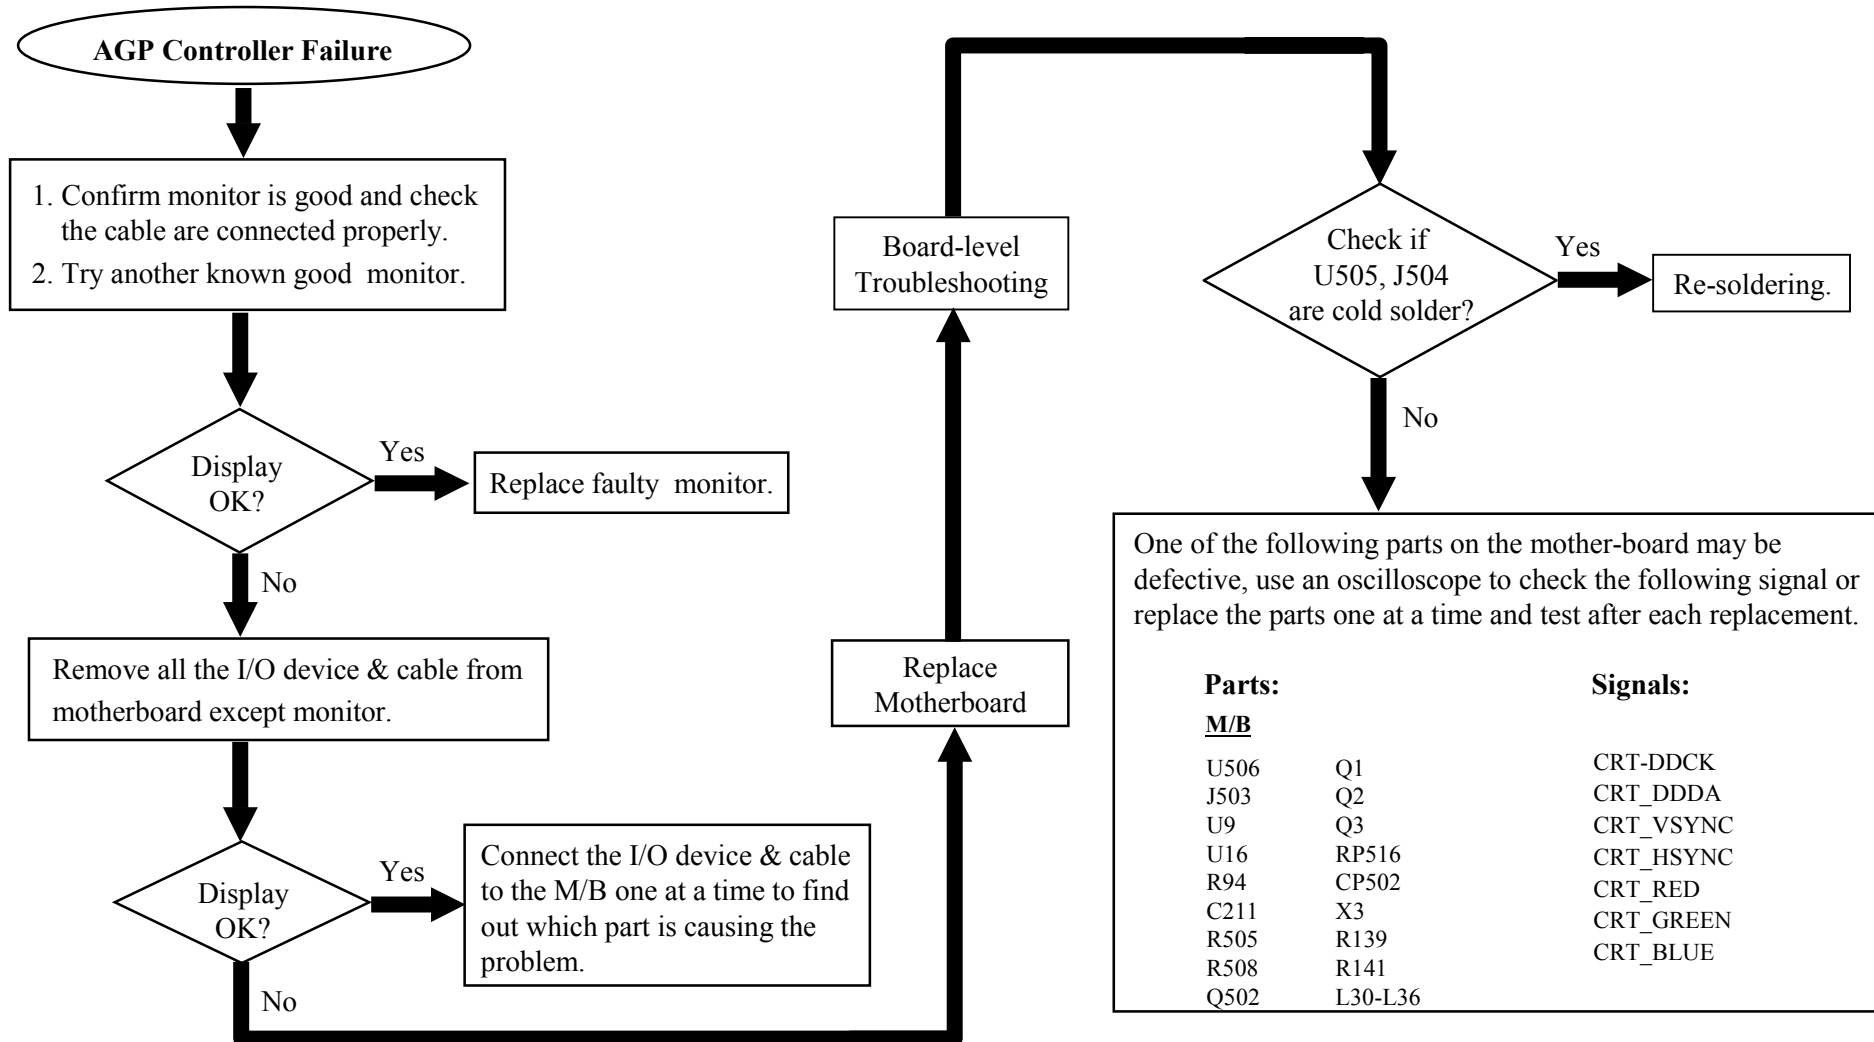 AGP Controller Failure
1. Confirm monitor is good and check
the cable are connected properly.
2. Try another known good monitor.
Display
OK?
Yes
Replace faulty monitor.
No
Remove all the I/O device & cable from
motherboard except monitor.
Display
OK?
Yes
Connect the I/O device & cable
to the M/B one at a time to find
out which part is causing the
problem.
No
Replace
Motherboard
Board-level
Troubleshooting
Check if
U505, J504
are cold solder?
Yes
Re-soldering.
No
One of the following parts on the mother-board may be
defective, use an oscilloscope to check the following signal or
replace the parts one at a time and test after each replacement.
Parts:
M/B
U506
J503
U9
U16
R94
C211
R505
R508
Q502
Q1
Q2
Q3
RP516
CP502
X3
R139
R141
L30-L36
Signals:
CRT-DDCK
CRT_DDDA
CRT_VSYNC
CRT_HSYNC
CRT_RED
CRT_GREEN
CRT_BLUE